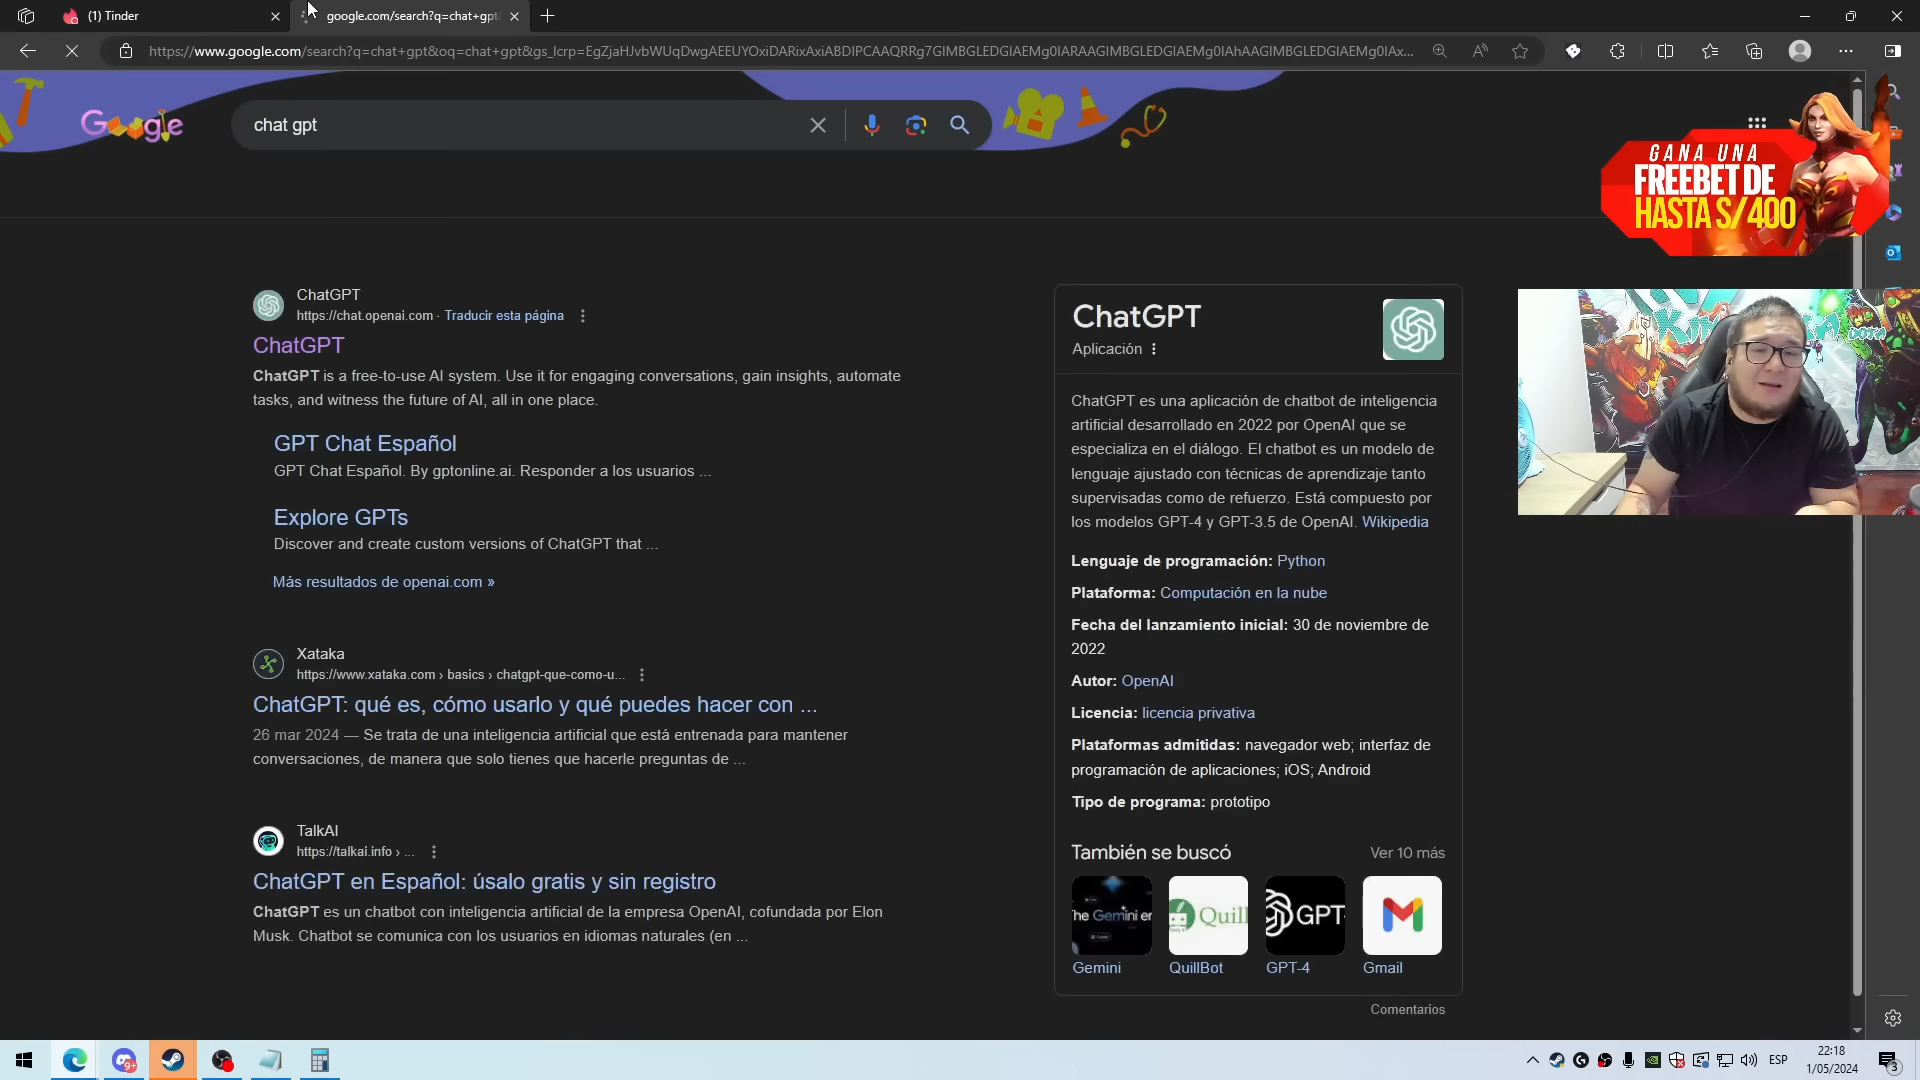 (1) Tinder
google.com/search?q=chat+gpt
https://www.google.com/search?q=chat+gpt&oq=chat+gpt&gs_lcrp=EgZjaHJvbWUqDwgAEEUYOxiDARixAxiABDIPCAAQRRg7GIMBGLEDGIAEMg0IARAAGIMBGLEDGIAEMg0IAhAAGIMBGLEDGIAEMg0IAx...
Google
chat gpt
GANA UNA
FREEBET DE
HASTA S/400
ChatGPT
https://chat.openai.com · Traducir esta página
ChatGPT
ChatGPT is a free-to-use AI system. Use it for engaging conversations, gain insights, automate
tasks, and witness the future of AI, all in one place.
GPT Chat Español
GPT Chat Español. By gptonline.ai. Responder a los usuarios ...
Explore GPTs
Discover and create custom versions of ChatGPT that ...
Más resultados de openai.com »
Xataka
https://www.xataka.com › basics › chatgpt-que-como-u...
ChatGPT: qué es, cómo usarlo y qué puedes hacer con ...
26 mar 2024 — Se trata de una inteligencia artificial que está entrenada para mantener
conversaciones, de manera que solo tienes que hacerle preguntas de ...
TalkAI
https://talkai.info › ...
ChatGPT en Español: úsalo gratis y sin registro
ChatGPT es un chatbot con inteligencia artificial de la empresa OpenAI, cofundada por Elon
Musk. Chatbot se comunica con los usuarios en idiomas naturales (en ...
ChatGPT
Aplicación
ChatGPT es una aplicación de chatbot de inteligencia
artificial desarrollado en 2022 por OpenAI que se
especializa en el diálogo. El chatbot es un modelo de
lenguaje ajustado con técnicas de aprendizaje tanto
supervisadas como de refuerzo. Está compuesto por
los modelos GPT-4 y GPT-3.5 de OpenAI. Wikipedia
Lenguaje de programación: Python
Plataforma: Computación en la nube
Fecha del lanzamiento inicial: 30 de noviembre de
2022
Autor: OpenAI
Licencia: licencia privativa
Plataformas admitidas: navegador web; interfaz de
programación de aplicaciones; iOS; Android
Tipo de programa: prototipo
También se buscó
Ver 10 más
The Gemini er
Quill
GPT
Gemini
QuillBot
GPT-4
Gmail
Comentarios
9+
ESP
22:18
1/05/2024
3